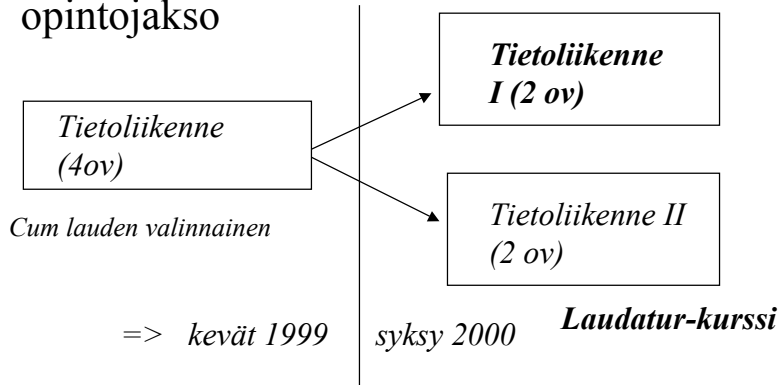 opintojakso
Tietoliikenne
(4ov)
Cum lauden valinnainen
Tietoliikenne
I (2 ov)
Tietoliikenne II
(2 ov)
Laudatur-kurssi
=> kevät 1999
syksy 2000